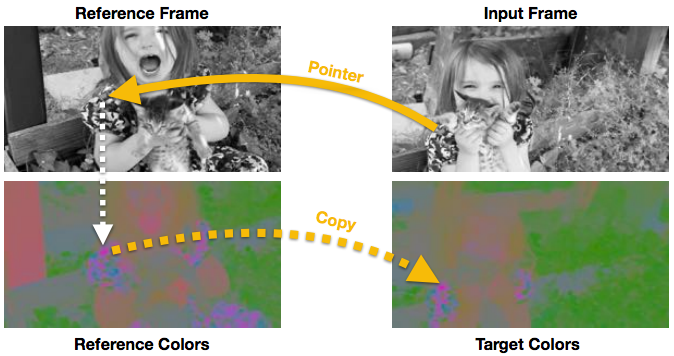 Reference Frame
Input Frame
Pointer
Copy
Reference Colors
Target Colors